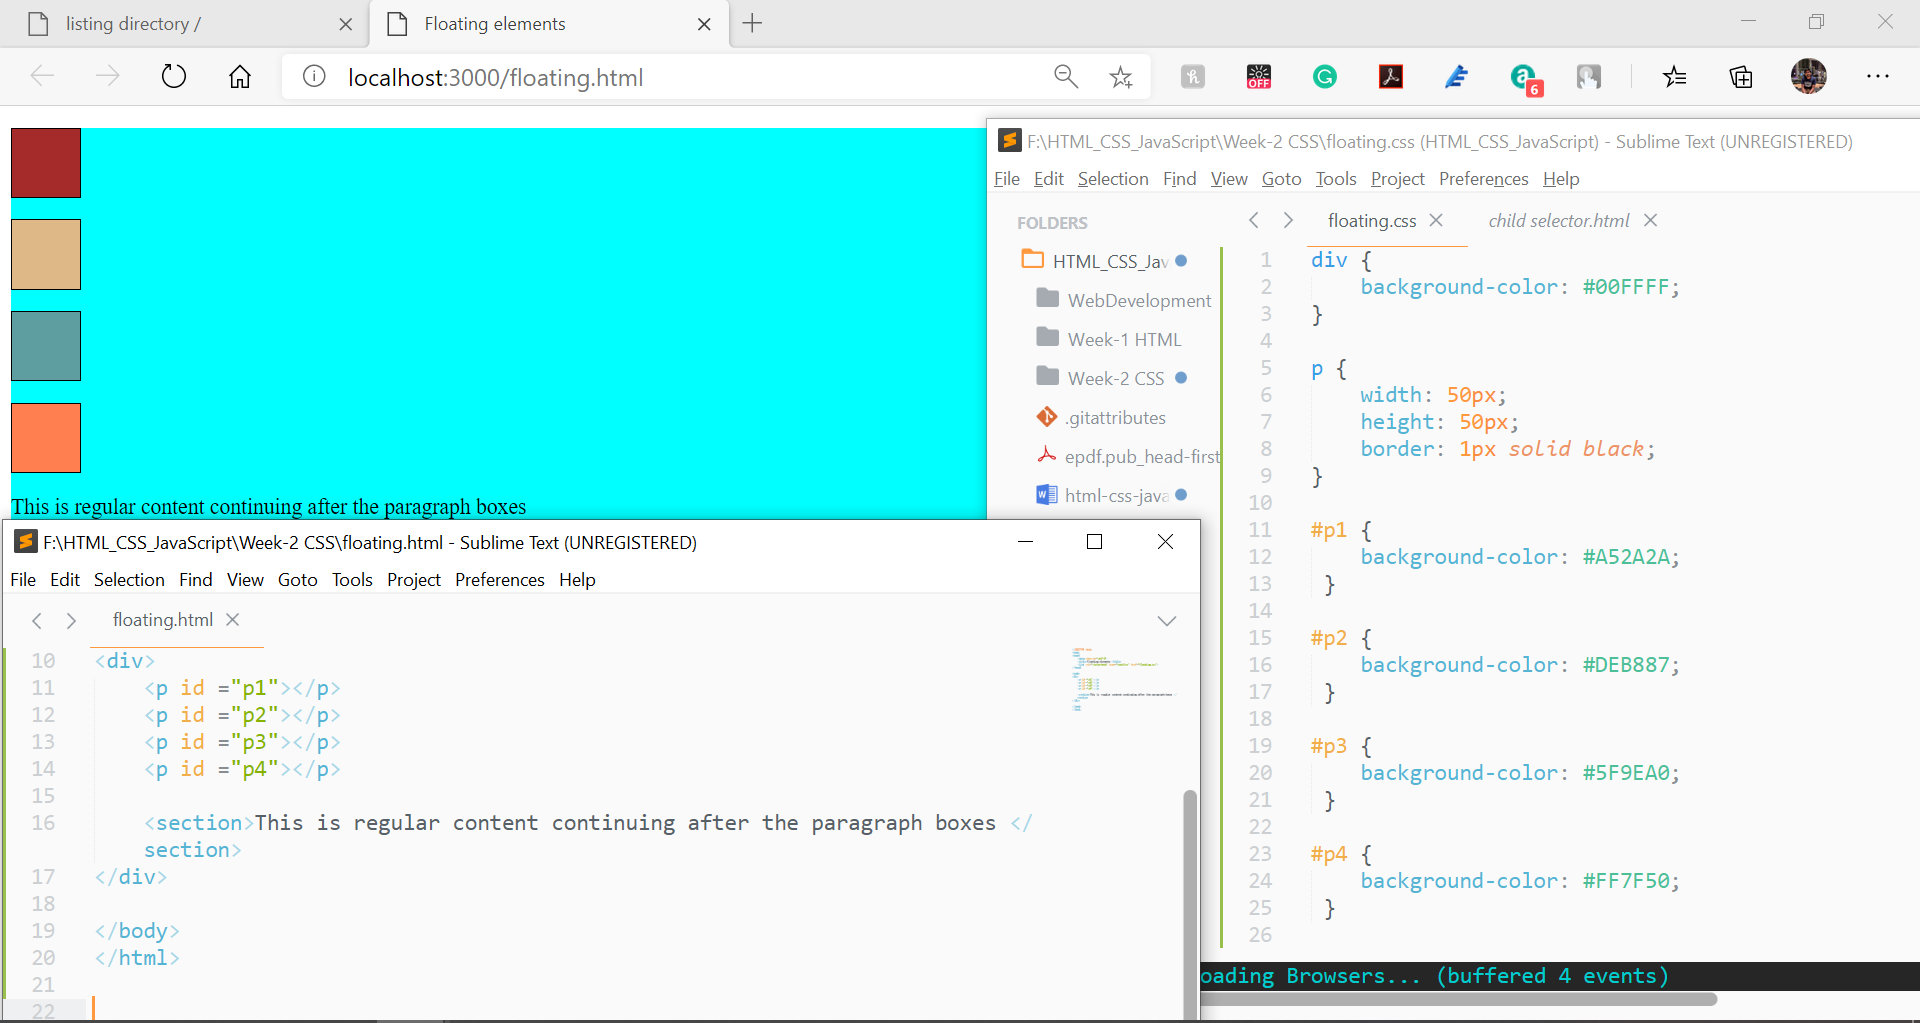 listing directory /
Floating elements
localhost:3000/floating.html
OFF
6
This is regular content continuing after the paragraph boxes
F:\HTML_CSS_JavaScript\Week-2 CSS\floating.css (HTML_CSS_JavaScript) - Sublime Text (UNREGISTERED)
File Edit Selection Find View Goto Tools Project Preferences Help
FOLDERS
HTML_CSS_Jav
WebDevelopment
Week-1 HTML
Week-2 CSS
.gitattributes
epdf.pub_head-first
html-css-java
floating.css
child selector.html
1 div {
2 background-color: #00FFFF;
3 }
4
5 p {
6 width: 50px;
7 height: 50px;
8 border: 1px solid black;
9 }
10
11 #p1 {
12 background-color: #A52A2A;
13 }
14
15 #p2 {
16 background-color: #DEB887;
17 }
18
19 #p3 {
20 background-color: #5F9EA0;
21 }
22
23 #p4 {
24 background-color: #FF7F50;
25 }
26
oading Browsers... (buffered 4 events)
F:\HTML_CSS_JavaScript\Week-2 CSS\floating.html - Sublime Text (UNREGISTERED)
File Edit Selection Find View Goto Tools Project Preferences Help
floating.html
10 <div>
11 <p id ="p1"></p>
12 <p id ="p2"></p>
13 <p id ="p3"></p>
14 <p id ="p4"></p>
15
16 <section>This is regular content continuing after the paragraph boxes </
section>
17 </div>
18
19 </body>
20 </html>
21
22